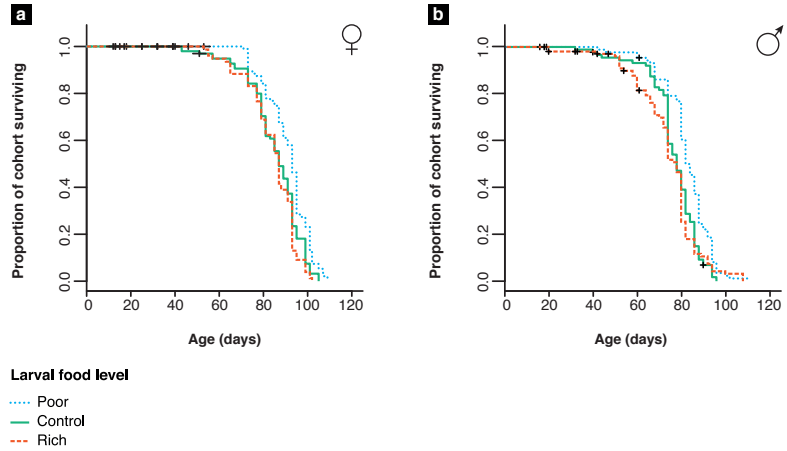 a
♀
Proportion of cohort surviving
1.0
0.8
0.6
0.4
0.2
0.0
0 20 40 60 80 100 120
Age (days)
b
♂
Proportion of cohort surviving
1.0
0.8
0.6
0.4
0.2
0.0
0 20 40 60 80 100 120
Age (days)
Larval food level
Poor
Control
Rich